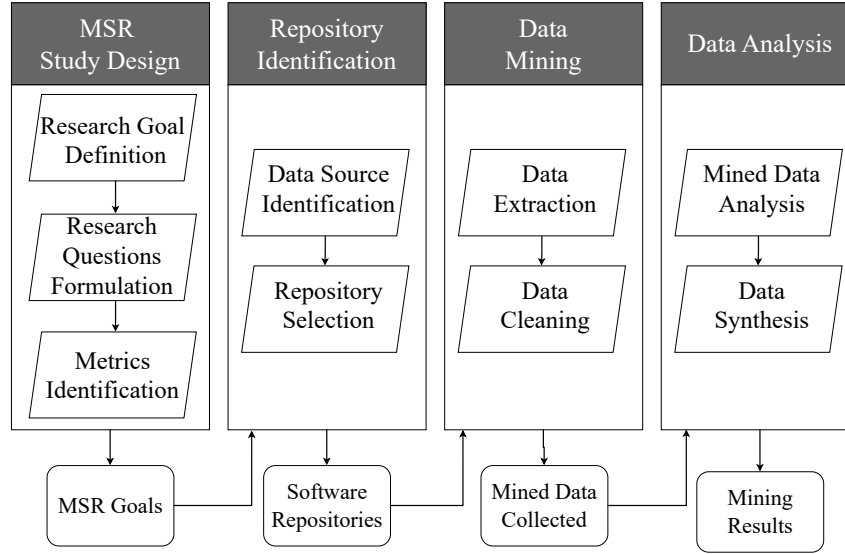 MSR
Study Design
Research Goal
Definition
Research
Questions
Formulation
Metrics
Identification
MSR Goals
Repository
Identification
Data Source
Identification
Repository
Selection
Software
Repositories
Data
Mining
Data
Extraction
Data
Cleaning
Mined Data
Collected
Data Analysis
Mined Data
Analysis
Data
Synthesis
Mining
Results